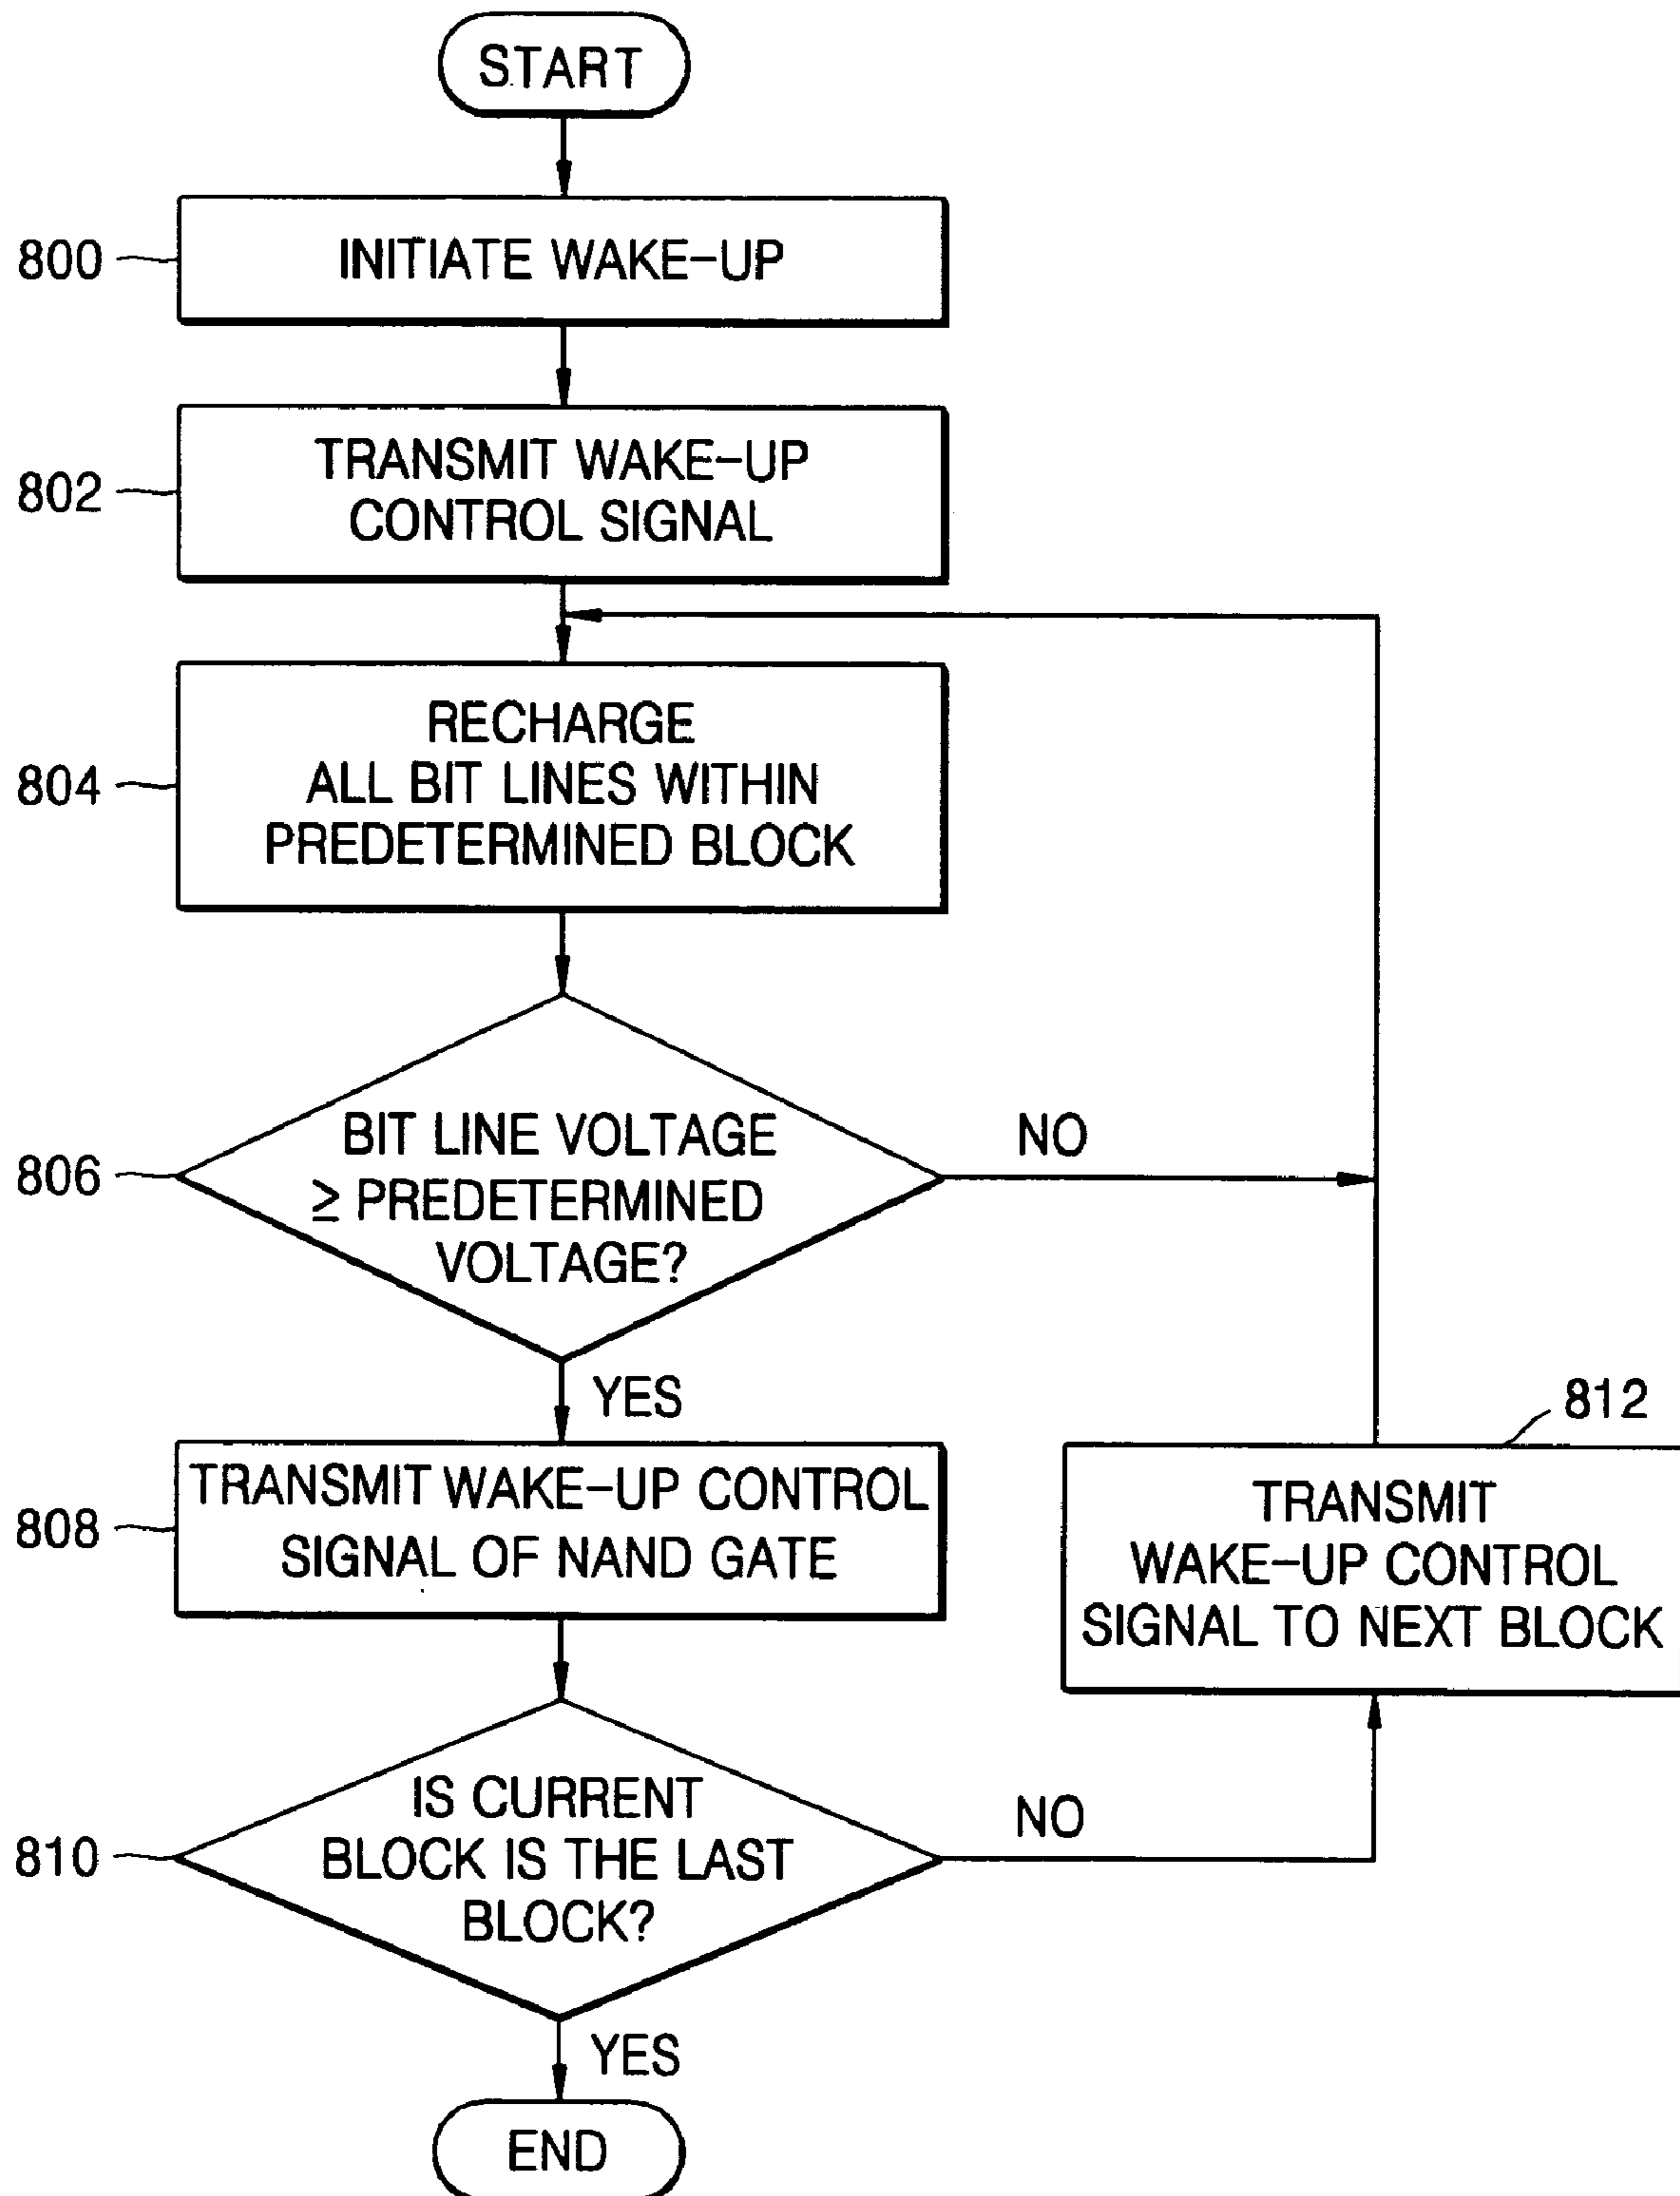 START
800
INITIATE WAKE-UP
802
TRANSMIT WAKE-UP
CONTROL SIGNAL
804
RECHARGE
ALL BIT LINES WITHIN
PREDETERMINED BLOCK
806
BIT LINE VOLTAGE
≥ PREDETERMINED
VOLTAGE?
NO
YES
808
TRANSMIT WAKE-UP CONTROL
SIGNAL OF NAND GATE
812
TRANSMIT
WAKE-UP CONTROL
SIGNAL TO NEXT BLOCK
810
IS CURRENT
BLOCK IS THE LAST
BLOCK?
NO
YES
END